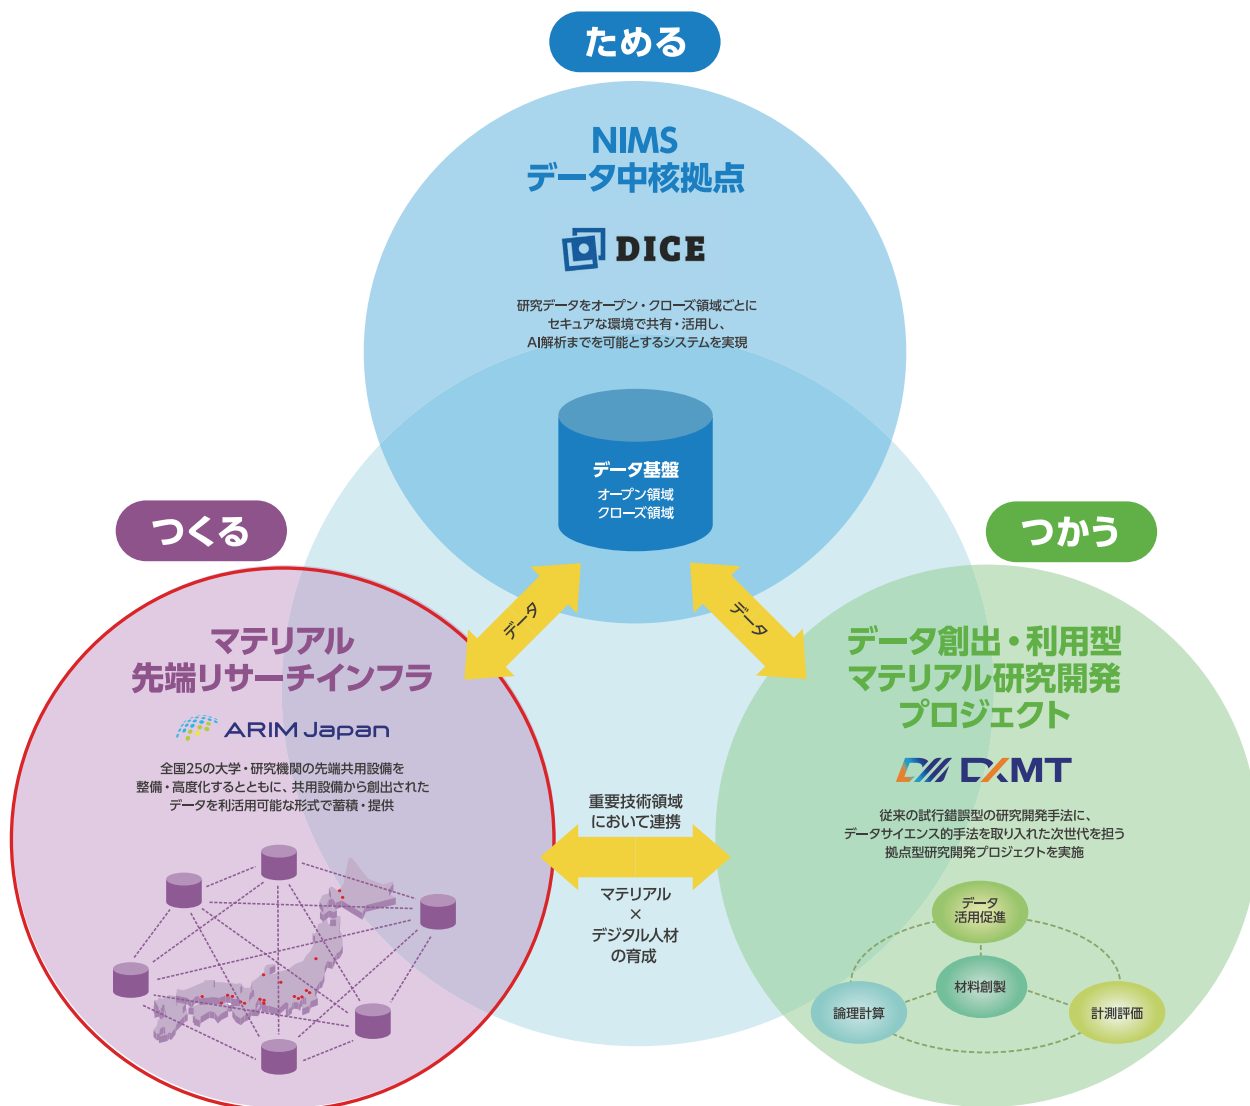 ためる
NIMS
データ中核拠点
DICE
研究データをオープン・クローズ領域ごとに
セキュアな環境で共有・活用し、
AI解析までを可能とするシステムを実現
データ基盤
オープン領域
クローズ領域
データ
データ
つくる
マテリアル
先端リサーチインフラ
ARIM Japan
全国25の大学・研究機関の先端共用設備を
整備・高度化するとともに、共用設備から創出された
データを利活用可能な形式で蓄積・提供
重要技術領域
において連携
マテリアル
×
デジタル人材
の育成
つかう
データ創出・利用型
マテリアル研究開発
プロジェクト
DXMT
従来の試行錯誤型の研究開発手法に、
データサイエンス的手法を取り入れた次世代を担う
拠点型研究開発プロジェクトを実施
データ
活用促進
材料創製
論理計算
計測評価